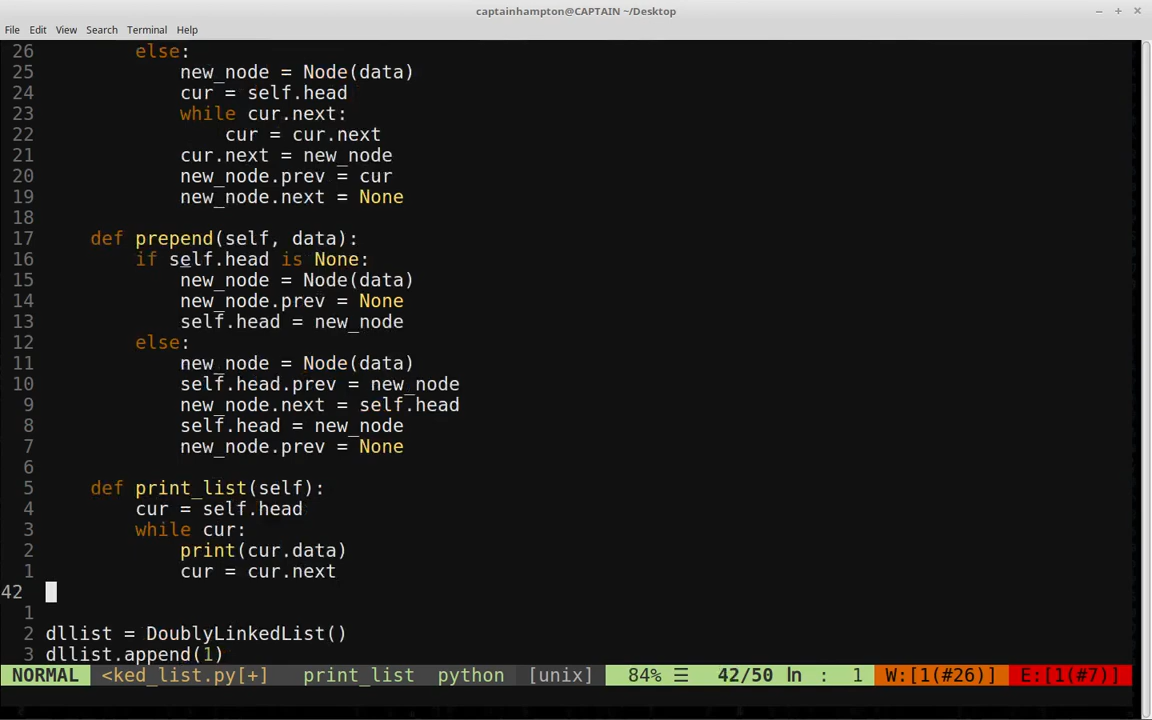 captainhampton@CAPTAIN ~/Desktop
File Edit View Search Terminal Help
26 else:
25 new_node = Node(data)
24 cur = self.head
23 while cur.next:
22 cur = cur.next
21 cur.next = new_node
20 new_node.prev = cur
19 new_node.next = None
18
17 def prepend(self, data):
16 if self.head is None:
15 new_node = Node(data)
14 new_node.prev = None
13 self.head = new_node
12 else:
11 new_node = Node(data)
10 self.head.prev = new_node
9 new_node.next = self.head
8 self.head = new_node
7 new_node.prev = None
6
5 def print_list(self):
4 cur = self.head
3 while cur:
2 print(cur.data)
1 cur = cur.next
42
1
2 dllist = DoublyLinkedList()
3 dllist.append(1)
NORMAL <ked_list.py[+] print_list python [unix] 84% ☰ 42/50 ln : 1 W:[1(#26)] E:[1(#7)]